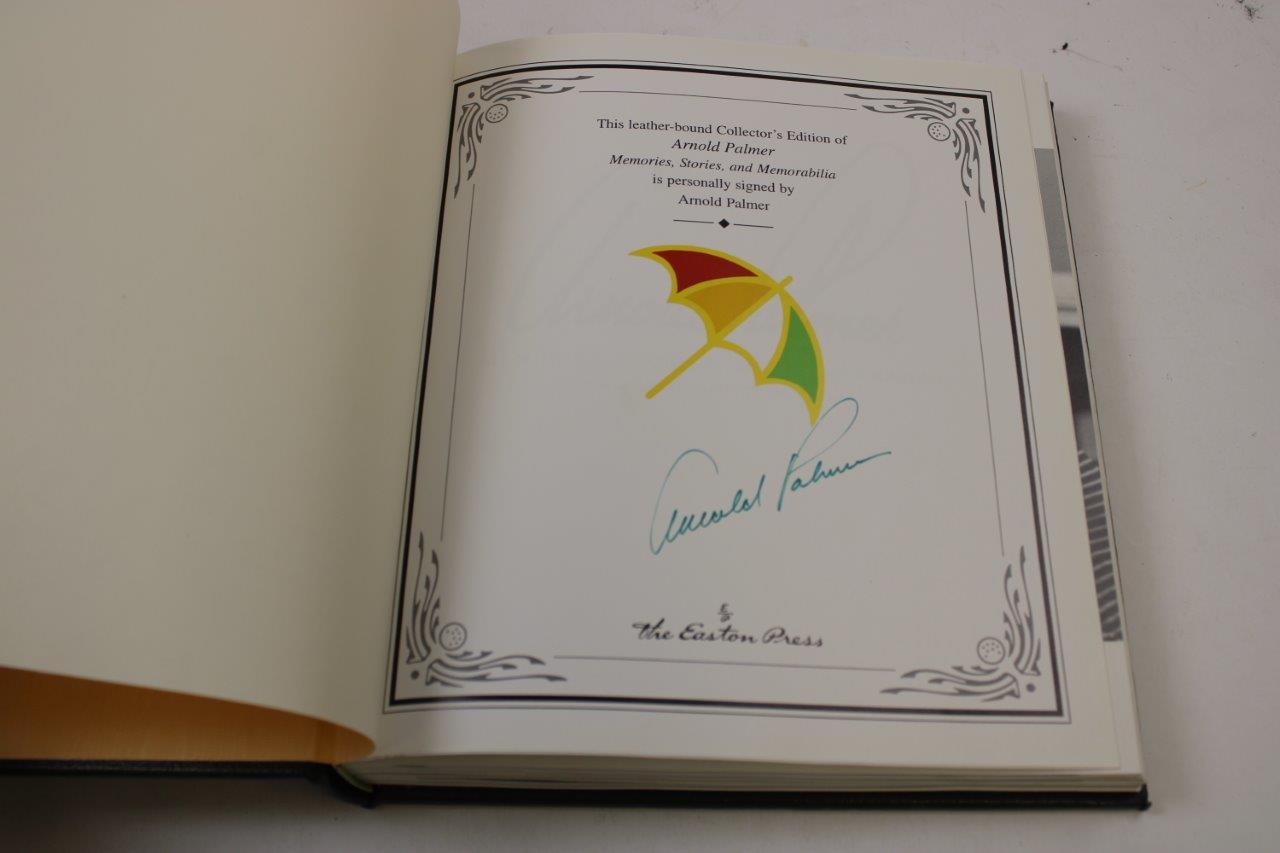 This leather-bound Collector's Edition of
Arnold Palmer
Memories, Stories, and Memorabilia
is personally signed by
Arnold Palmer
Arnold Palmer
E
P
The Easton Press